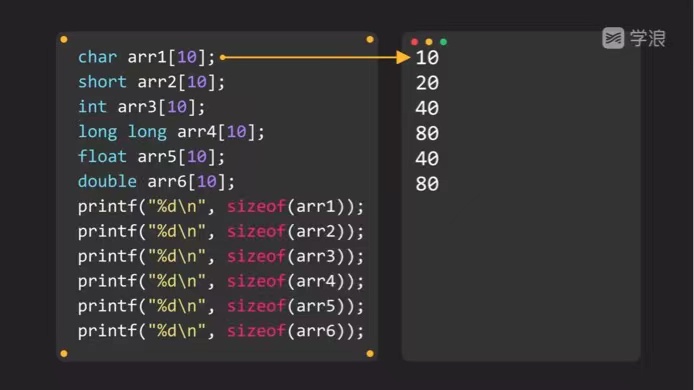 学浪
char arr1[10];
short arr2[10];
int arr3[10];
long long arr4[10];
float arr5[10];
double arr6[10];
printf("%d\n", sizeof(arr1));
printf("%d\n", sizeof(arr2));
printf("%d\n", sizeof(arr3));
printf("%d\n", sizeof(arr4));
printf("%d\n", sizeof(arr5));
printf("%d\n", sizeof(arr6));
10
20
40
80
40
80